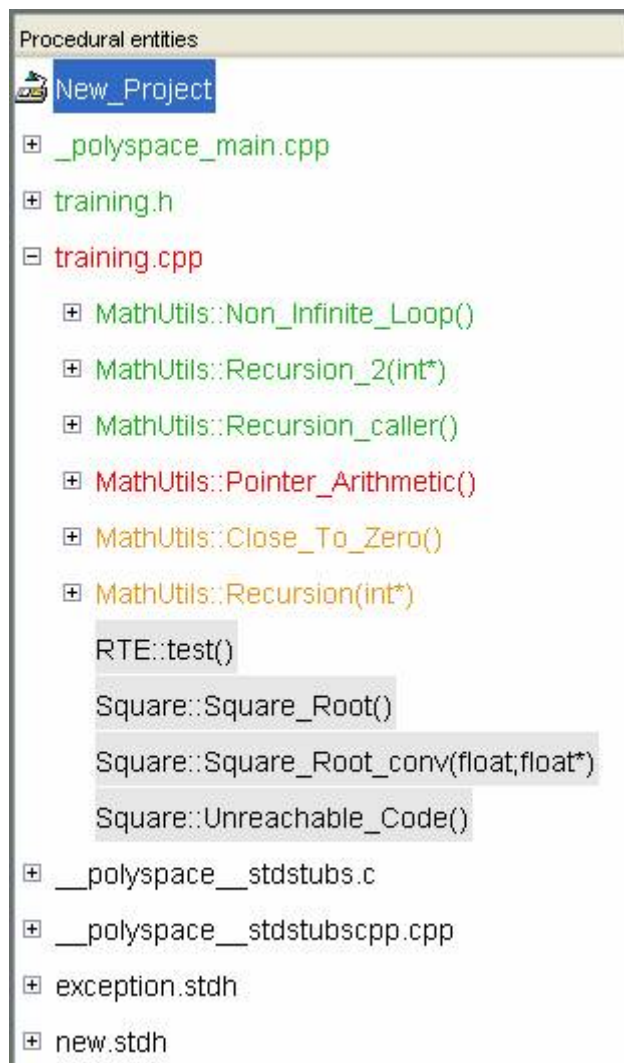 Procedural entities
New_Project
_polyspace_main.cpp
training.h
training.cpp
MathUtils::Non_Infinite_Loop()
MathUtils::Recursion_2(int*)
MathUtils::Recursion_caller()
MathUtils::Pointer_Arithmetic()
MathUtils::Close_To_Zero()
MathUtils::Recursion(int*)
RTE::test()
Square::Square_Root()
Square::Square_Root_conv(float;float*)
Square::Unreachable_Code()
__polyspace__stdstubs.c
__polyspace__stdstubscpp.cpp
exception.stdh
new.stdh